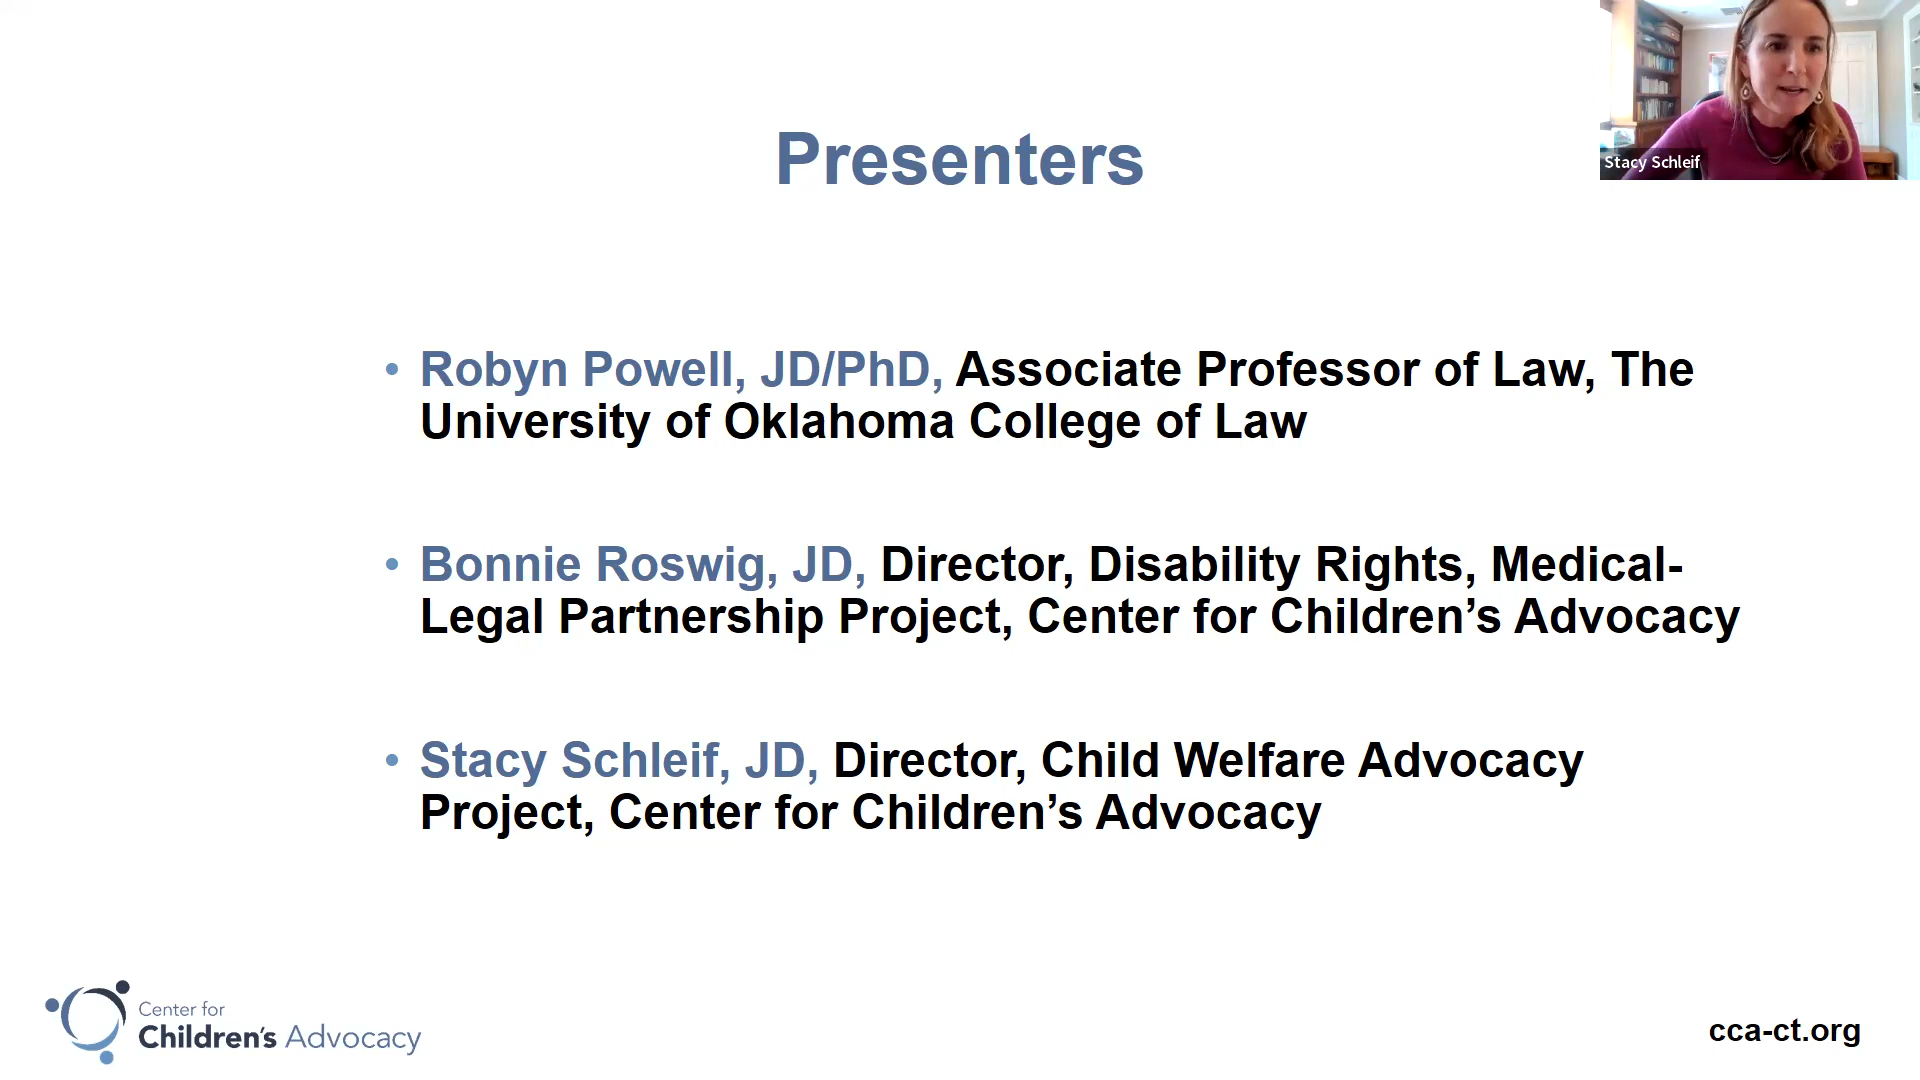 Presenters
Stacy Schleif
• Robyn Powell, JD/PhD, Associate Professor of Law, The
University of Oklahoma College of Law
• Bonnie Roswig, JD, Director, Disability Rights, Medical-
Legal Partnership Project, Center for Children’s Advocacy
• Stacy Schleif, JD, Director, Child Welfare Advocacy
Project, Center for Children’s Advocacy
Center for
Children's Advocacy
cca-ct.org